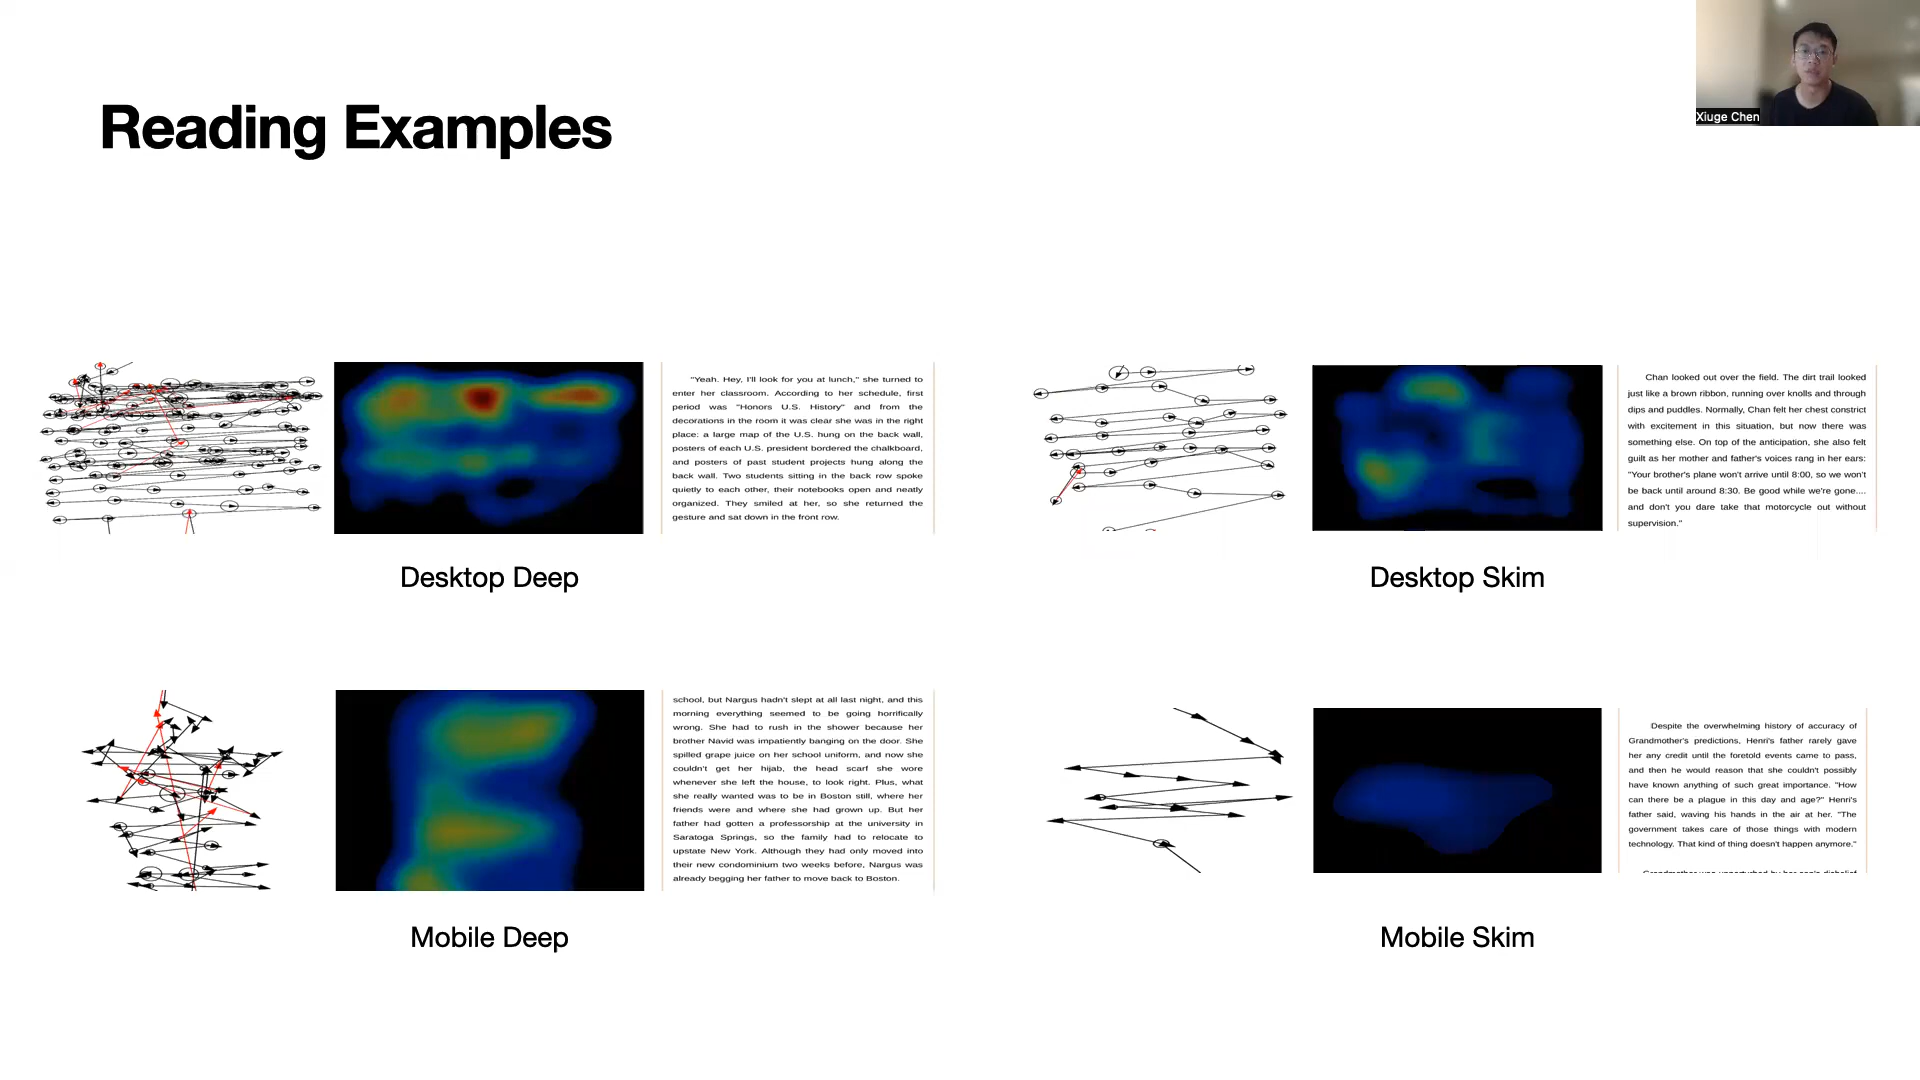 Xiuge Chen
Reading Examples
"Yeah. Hey, I'll look for you at lunch," she turned to
enter her classroom. According to her schedule, first
period was "Honors U.S. History" and from the
decorations in the room it was clear she was in the right
place: a large map of the U.S. hung on the back wall,
posters of each U.S. president bordered the chalkboard,
and posters of past student projects hung along the
back wall. Two students sitting in the back row spoke
quietly to each other, their notebooks open and neatly
organized. They smiled at her, so she returned the
gesture and sat down in the front row.
Desktop Deep
Chan looked out over the field. The dirt trail looked
just like a brown ribbon, running over knolls and through
dips and puddles. Normally, Chan felt her chest constrict
with excitement in this situation, but now there was
something else. On top of the anticipation, she also felt
guilt as her mother and father's voices rang in her ears:
"Your brother's plane won't arrive until 8:00, so we won't
be back until around 8:30. Be good while we're gone....
and don't you dare take that motorcycle out without
supervision."
Desktop Skim
school, but Nargus hadn't slept at all last night, and this
morning everything seemed to be going horrifically
wrong. She had to rush in the shower because her
brother Navid was impatiently banging on the door. She
spilled grape juice on her school uniform, and now she
couldn't get her hijab, the head scarf she wore
whenever she left the house, to look right. Plus, what
she really wanted was to be in Boston still, where her
friends were and where she had grown up. But her
father had gotten a professorship at the university in
Saratoga Springs, so the family had to relocate to
upstate New York. Although they had only moved into
their new condominium two weeks before, Nargus was
already begging her father to move back to Boston.
Mobile Deep
Despite the overwhelming history of accuracy of
Grandmother's predictions, Henri's father rarely gave
her any credit until the foretold events came to pass,
and then he would reason that she couldn't possibly
have known anything of such great importance. "How
can there be a plague in this day and age?" Henri's
father said, waving his hands in the air at her. "The
government takes care of those things with modern
technology. That kind of thing doesn't happen anymore."
Grandmother was unperturbed by her son's disbelief
Mobile Skim